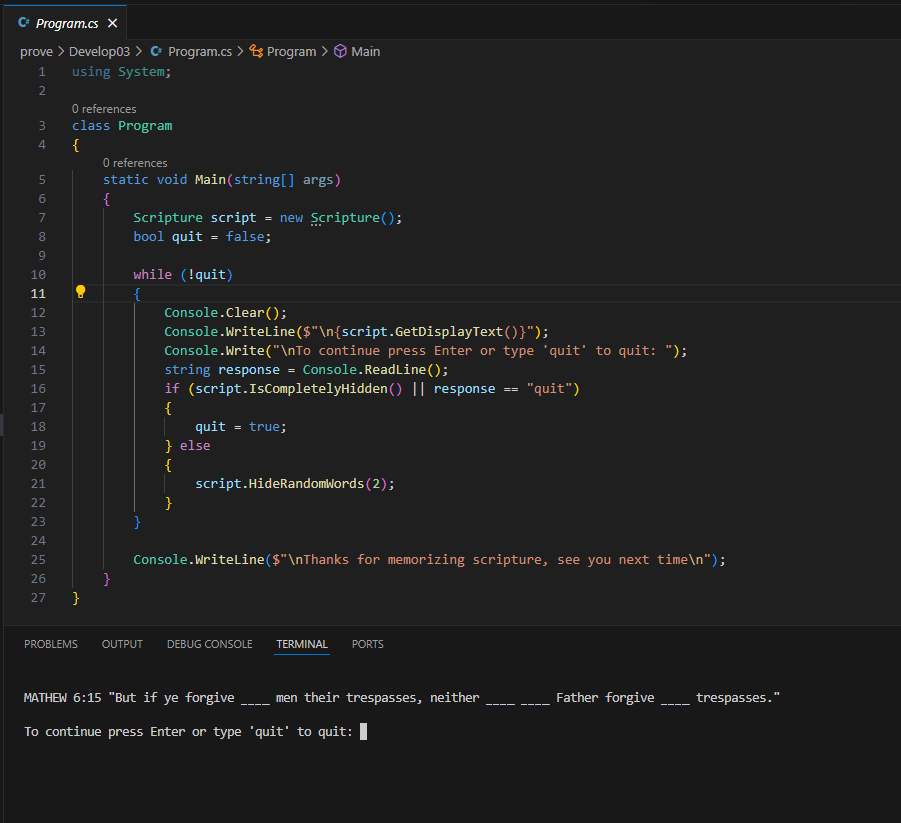 Program.cs
prove > Develop03 > Program.cs > Program > Main
1 using System;
2
0 references
3 class Program
4 {
0 references
5 static void Main(string[] args)
6 {
7 Scripture script = new Scripture();
8 bool quit = false;
9
10 while (!quit)
11 {
12 Console.Clear();
13 Console.WriteLine($"\n{script.GetDisplayText()}");
14 Console.Write("\nTo continue press Enter or type 'quit' to quit: ");
15 string response = Console.ReadLine();
16 if (script.IsCompletelyHidden() || response == "quit")
17 {
18 quit = true;
19 } else
20 {
21 script.HideRandomWords(2);
22 }
23 }
24
25 Console.WriteLine($"\nThanks for memorizing scripture, see you next time\n");
26 }
27 }
PROBLEMS OUTPUT DEBUG CONSOLE TERMINAL PORTS
MATHEW 6:15 "But if ye forgive ____ men their trespasses, neither ____ ____ Father forgive ____ trespasses."
To continue press Enter or type 'quit' to quit: